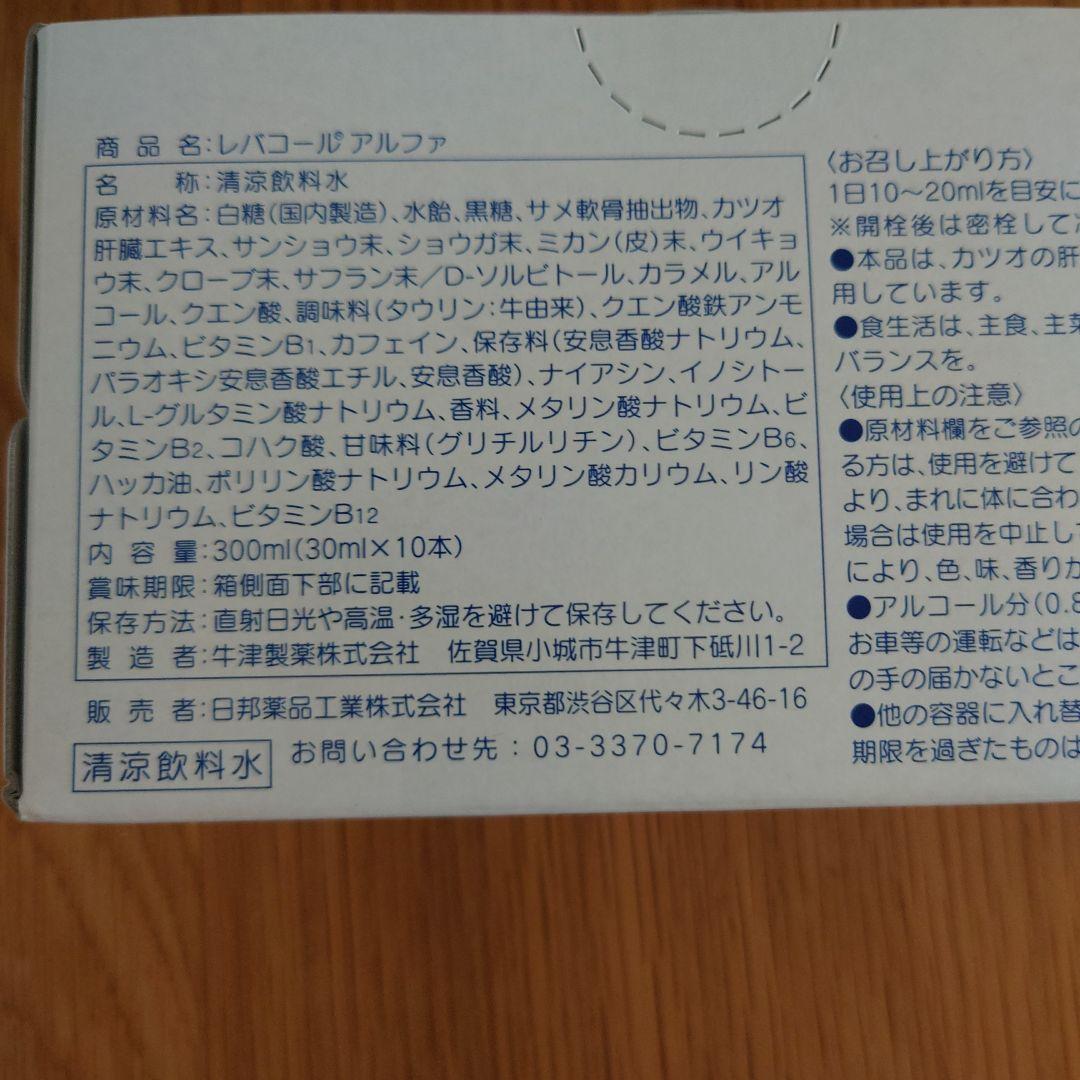 商品名:レバコール®アルファ
名　　称:清涼飲料水
原材料名:白糖(国内製造)、水飴、黒糖、サメ軟骨抽出物、カツオ
肝臓エキス、サンショウ末、ショウガ末、ミカン(皮)末、ウイキョ
ウ末、クローブ末、サフラン末/D-ソルビトール、カラメル、アル
コール、クエン酸、調味料(タウリン:牛由来)、クエン酸鉄アンモ
ニウム、ビタミンB1、カフェイン、保存料(安息香酸ナトリウム、
パラオキシ安息香酸エチル、安息香酸)、ナイアシン、イノシトー
ル、L-グルタミン酸ナトリウム、香料、メタリン酸ナトリウム、ビ
タミンB2、コハク酸、甘味料(グリチルリチン)、ビタミンB6、
ハッカ油、ポリリン酸ナトリウム、メタリン酸カリウム、リン酸
ナトリウム、ビタミンB12
内容量:300ml(30ml×10本)
賞味期限:箱側面下部に記載
保存方法:直射日光や高温・多湿を避けて保存してください。
製造者:牛津製薬株式会社　佐賀県小城市牛津町下砥川1-2
販売者:日邦薬品工業株式会社　東京都渋谷区代々木3-46-16
清涼飲料水
お問い合わせ先:03-3370-7174
〈お召し上がり方〉
1日10〜20mlを目安に
※開栓後は密栓して
●本品は、カツオの肝
用しています。
●食生活は、主食、主菜
バランスを。
〈使用上の注意〉
●原材料欄をご参照の
る方は、使用を避けて
より、まれに体に合わ
場合は使用を中止し
により、色、味、香りが
●アルコール分(0.8
お車等の運転などは
の手の届かないとこ
●他の容器に入れ替
期限を過ぎたものは